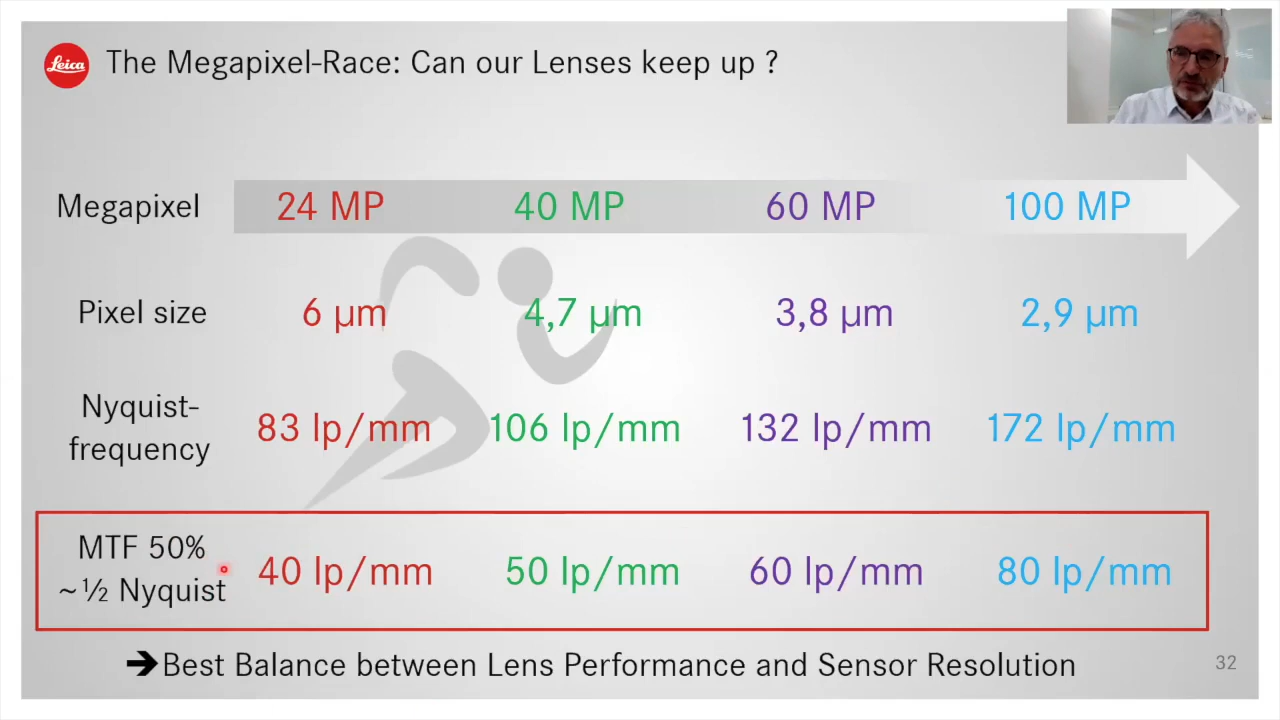 Leica
The Megapixel-Race: Can our Lenses keep up ?
Megapixel 24 MP 40 MP 60 MP 100 MP
Pixel size 6 µm 4,7 µm 3,8 µm 2,9 µm
Nyquist-
frequency 83 lp/mm 106 lp/mm 132 lp/mm 172 lp/mm
MTF 50%
~½ Nyquist 40 lp/mm 50 lp/mm 60 lp/mm 80 lp/mm
➔Best Balance between Lens Performance and Sensor Resolution
32